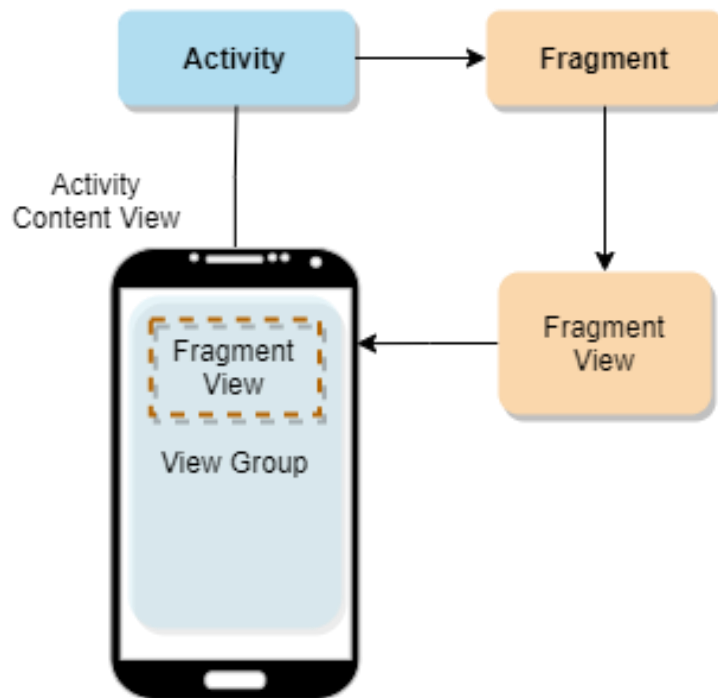 Activity
Fragment
Activity
Content View
Fragment
View
Fragment
View
View Group